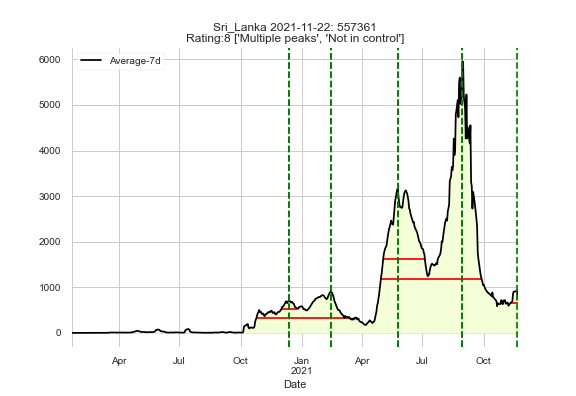 Sri_Lanka 2021-11-22: 557361
Rating:8 ['Multiple peaks', 'Not in control']
Average-7d
6000
5000
4000
3000
2000
1000
0
Apr Jul Oct Jan Apr Jul Oct
2021
Date